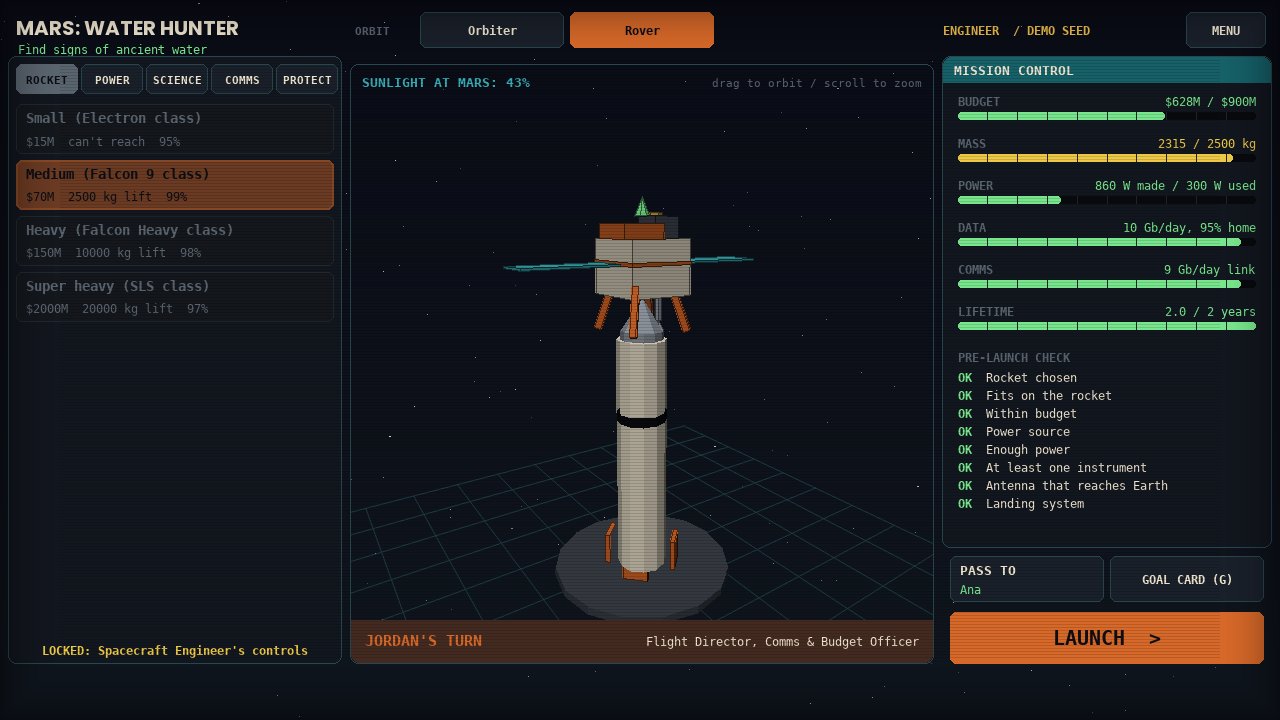 MARS: WATER HUNTER
Find signs of ancient water
ORBIT
Orbiter
Rover
ENGINEER / DEMO SEED
MENU
ROCKET
POWER
SCIENCE
COMMS
PROTECT
Small (Electron class)
$15M can't reach 95%
Medium (Falcon 9 class)
$70M 2500 kg lift 99%
Heavy (Falcon Heavy class)
$150M 10000 kg lift 98%
Super heavy (SLS class)
$2000M 20000 kg lift 97%
LOCKED: Spacecraft Engineer's controls
SUNLIGHT AT MARS: 43%
drag to orbit / scroll to zoom
JORDAN'S TURN
Flight Director, Comms & Budget Officer
MISSION CONTROL
BUDGET $628M / $900M
MASS 2315 / 2500 kg
POWER 860 W made / 300 W used
DATA 10 Gb/day, 95% home
COMMS 9 Gb/day link
LIFETIME 2.0 / 2 years
PRE-LAUNCH CHECK
OK Rocket chosen
OK Fits on the rocket
OK Within budget
OK Power source
OK Enough power
OK At least one instrument
OK Antenna that reaches Earth
OK Landing system
PASS TO
Ana
GOAL CARD (G)
LAUNCH >